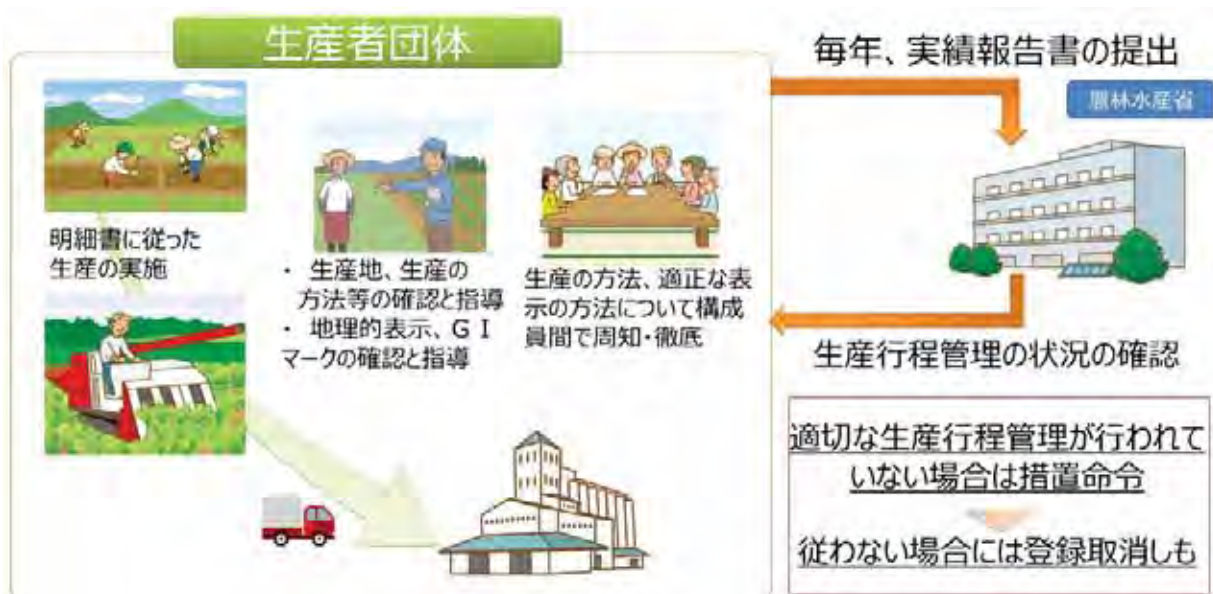 生産者団体
明細書に従った
生産の実施
・ 生産地、生産の
方法等の確認と指導
・ 地理的表示、ＧＩ
マークの確認と指導
生産の方法、適正な表
示の方法について構成
員間で周知・徹底
毎年、実績報告書の提出
農林水産省
生産行程管理の状況の確認
適切な生産行程管理が行われて
いない場合は措置命令
従わない場合には登録取消しも